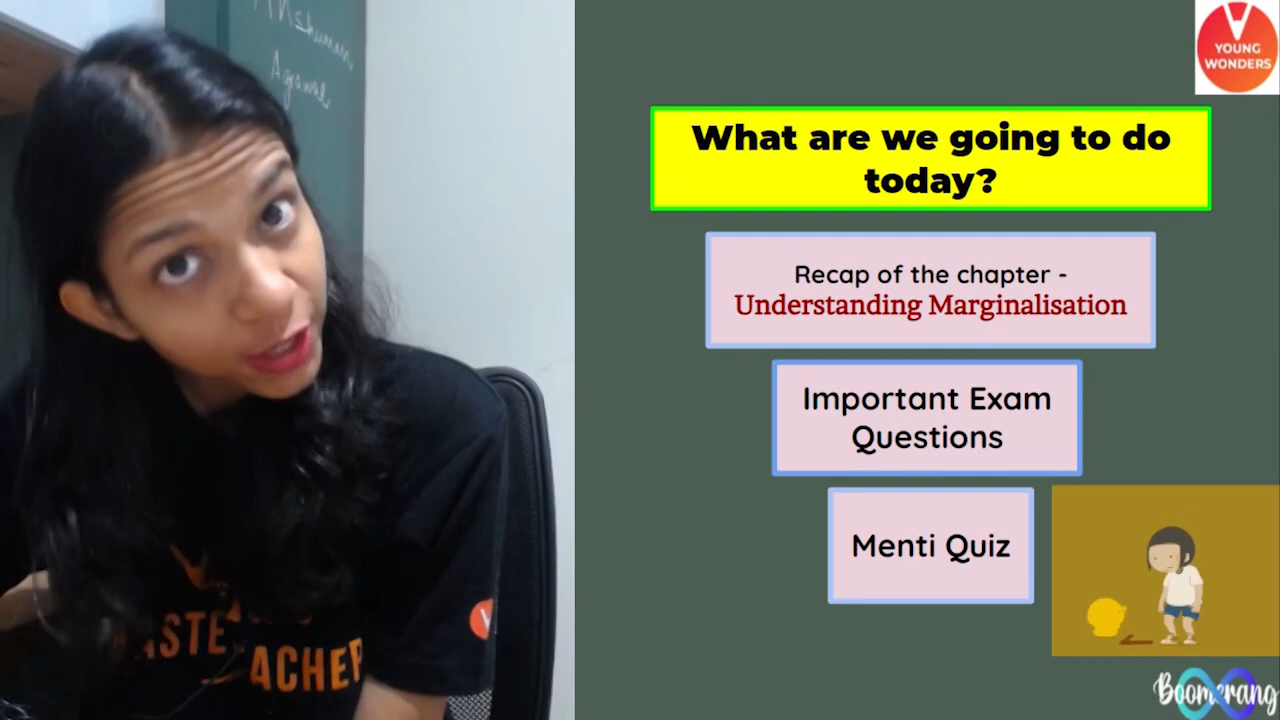 YOUNG
WONDERS
What are we going to do
today?
Recap of the chapter -
Understanding Marginalisation
Important Exam
Questions
Menti Quiz
Boomerang